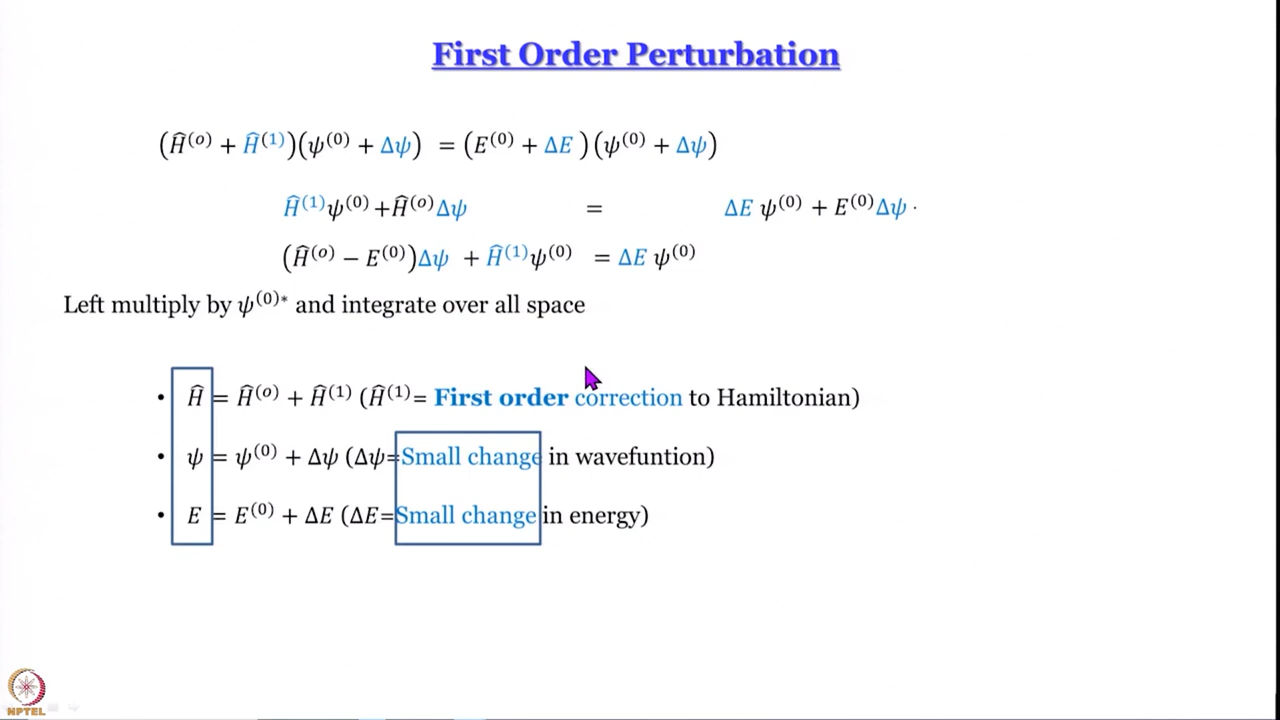 First Order Perturbation
(Ĥ⁽ᵒ⁾ + Ĥ⁽¹⁾)(ψ⁽⁰⁾ + Δψ) = (E⁽⁰⁾ + ΔE )(ψ⁽⁰⁾ + Δψ)
Ĥ⁽¹⁾ψ⁽⁰⁾+Ĥ⁽ᵒ⁾Δψ = ΔE ψ⁽⁰⁾ + E⁽⁰⁾Δψ ·
(Ĥ⁽ᵒ⁾ − E⁽⁰⁾)Δψ + Ĥ⁽¹⁾ψ⁽⁰⁾ = ΔE ψ⁽⁰⁾
Left multiply by ψ⁽⁰⁾* and integrate over all space
• Ĥ = Ĥ⁽ᵒ⁾ + Ĥ⁽¹⁾ (Ĥ⁽¹⁾= First order correction to Hamiltonian)
• ψ = ψ⁽⁰⁾ + Δψ (Δψ=Small change in wavefuntion)
• E = E⁽⁰⁾ + ΔE (ΔE=Small change in energy)
NPTEL